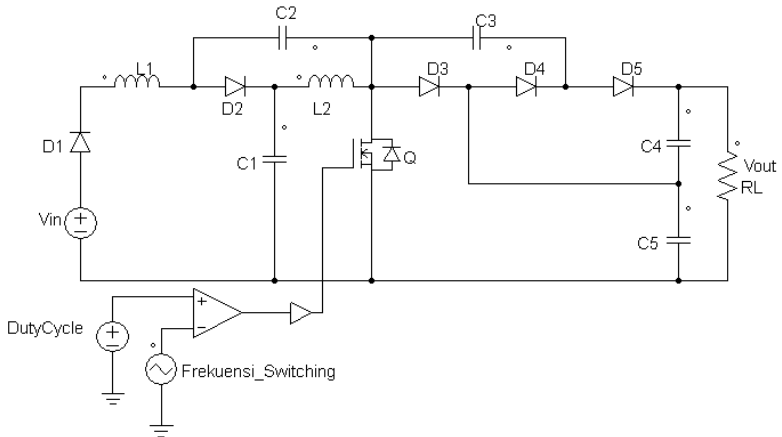 C2
C3
L1
D3
D4
D5
D2
L2
D1
C1
Q
C4
Vout
RL
Vin
C5
+
−
DutyCycle
Frekuensi_Switching